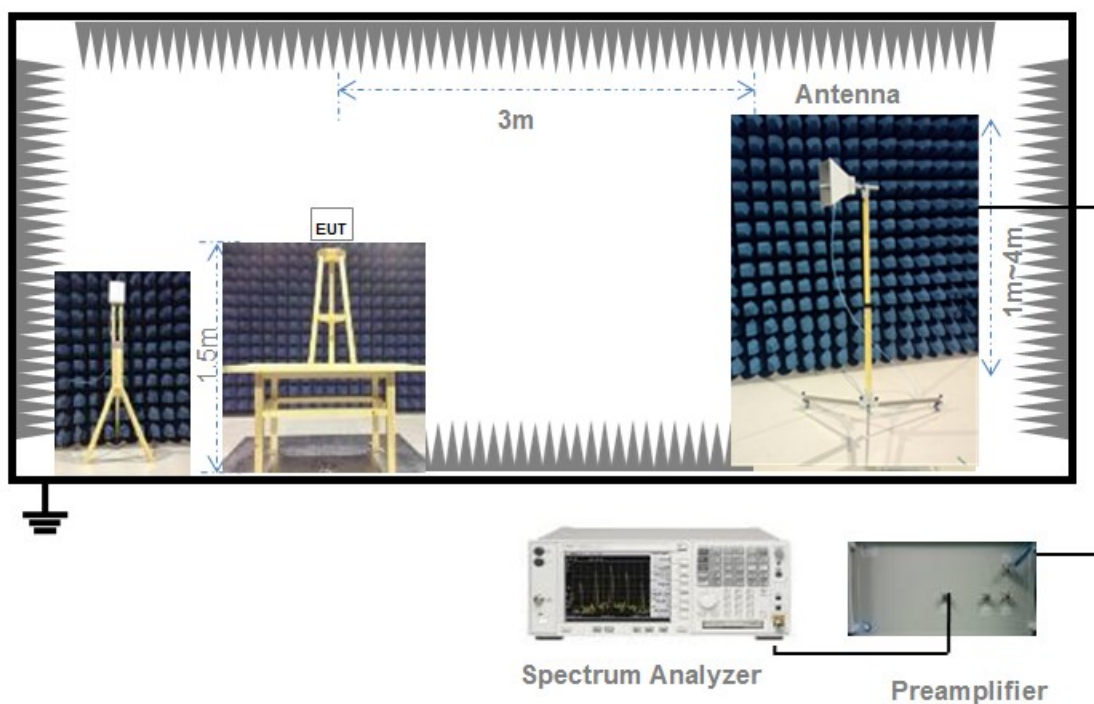 Antenna
3m
EUT
1.5m
1m~4m
Spectrum Analyzer
Preamplifier